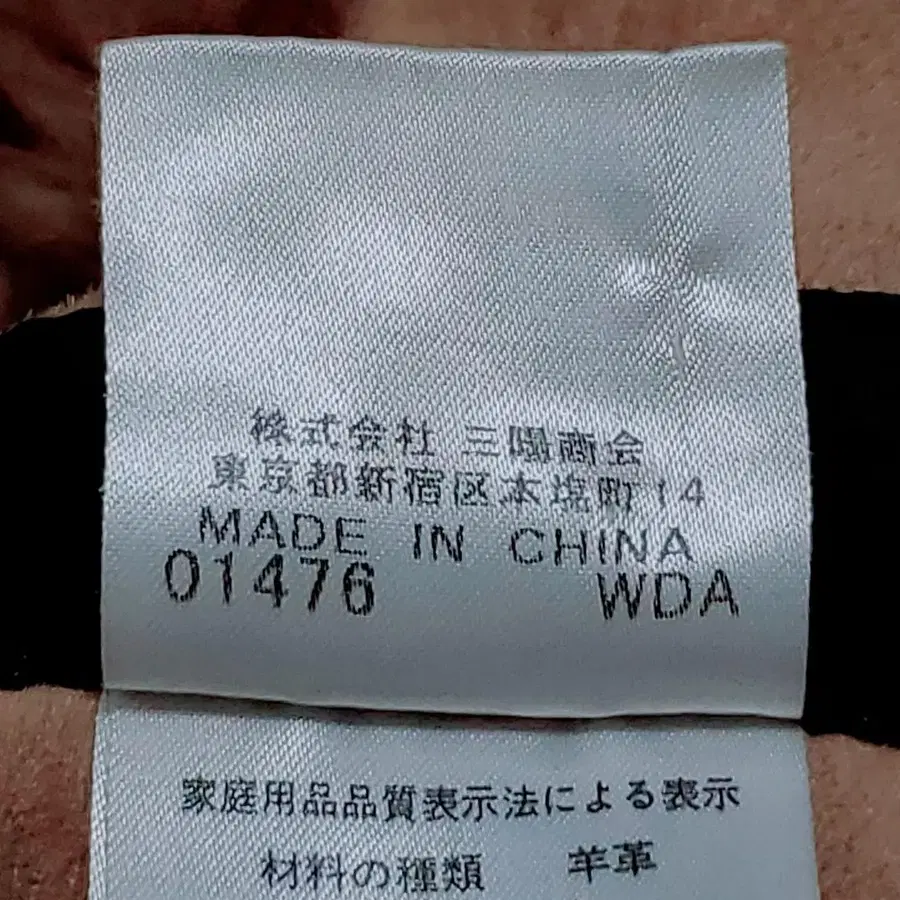 株式会社 三陽商会
東京都新宿区本塩町14
MADE IN CHINA
01476 WDA
家庭用品品質表示法による表示
材料の種類 羊革